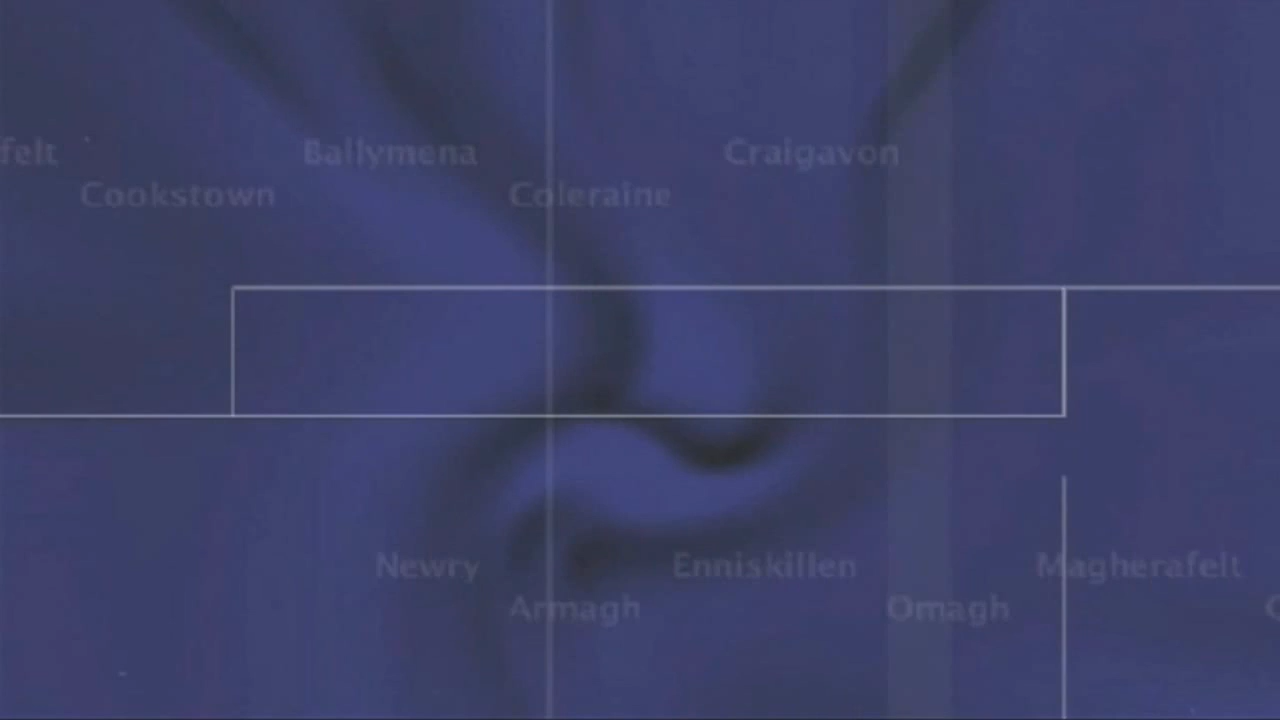 felt Ballymena Craigavon
Cookstown Coleraine
Newry Enniskillen Magherafelt
Armagh Omagh